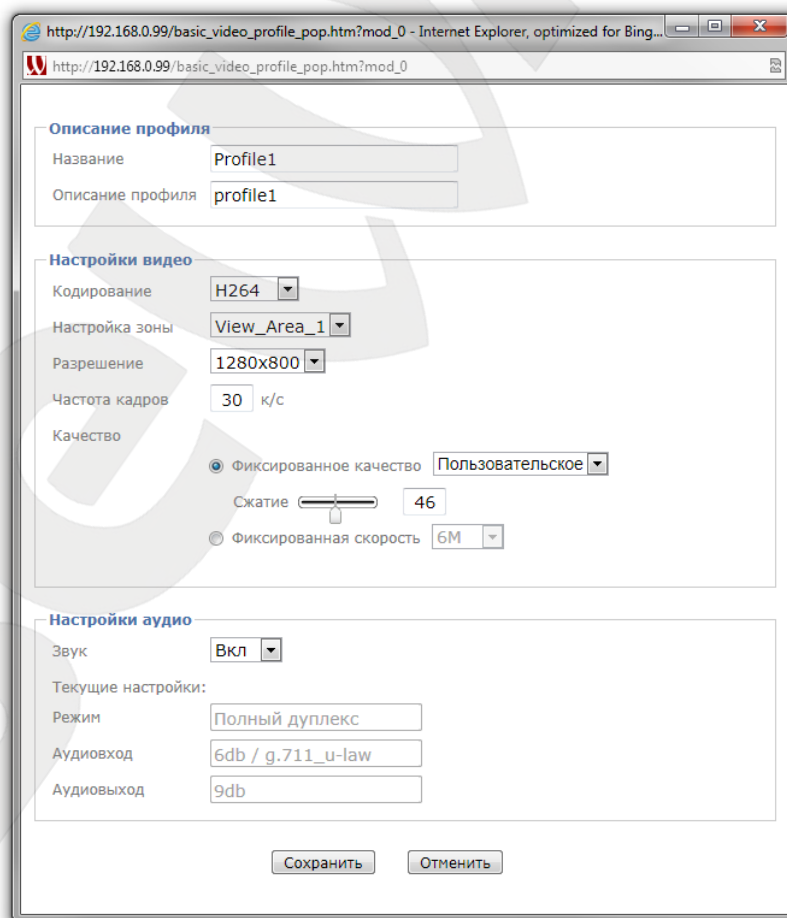 http://192.168.0.99/basic_video_profile_pop.htm?mod_0 - Internet Explorer, optimized for Bing...
http://192.168.0.99/basic_video_profile_pop.htm?mod_0
Описание профиля
Название Profile1
Описание профиля profile1
Настройки видео
Кодирование H264
Настройка зоны View_Area_1
Разрешение 1280x800
Частота кадров 30 к/с
Качество
Фиксированное качество Пользовательское
Сжатие 46
Фиксированная скорость 6M
Настройки аудио
Звук Вкл
Текущие настройки:
Режим Полный дуплекс
Аудиовход 6db / g.711_u-law
Аудиовыход 9db
Сохранить Отменить